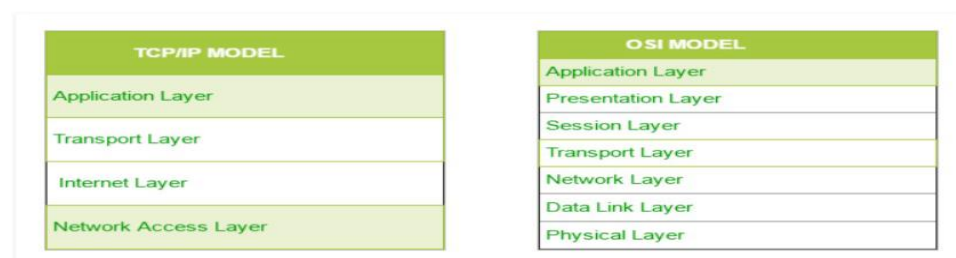 TCP/IP MODEL
Application Layer
Transport Layer
Internet Layer
Network Access Layer
OSI MODEL
Application Layer
Presentation Layer
Session Layer
Transport Layer
Network Layer
Data Link Layer
Physical Layer